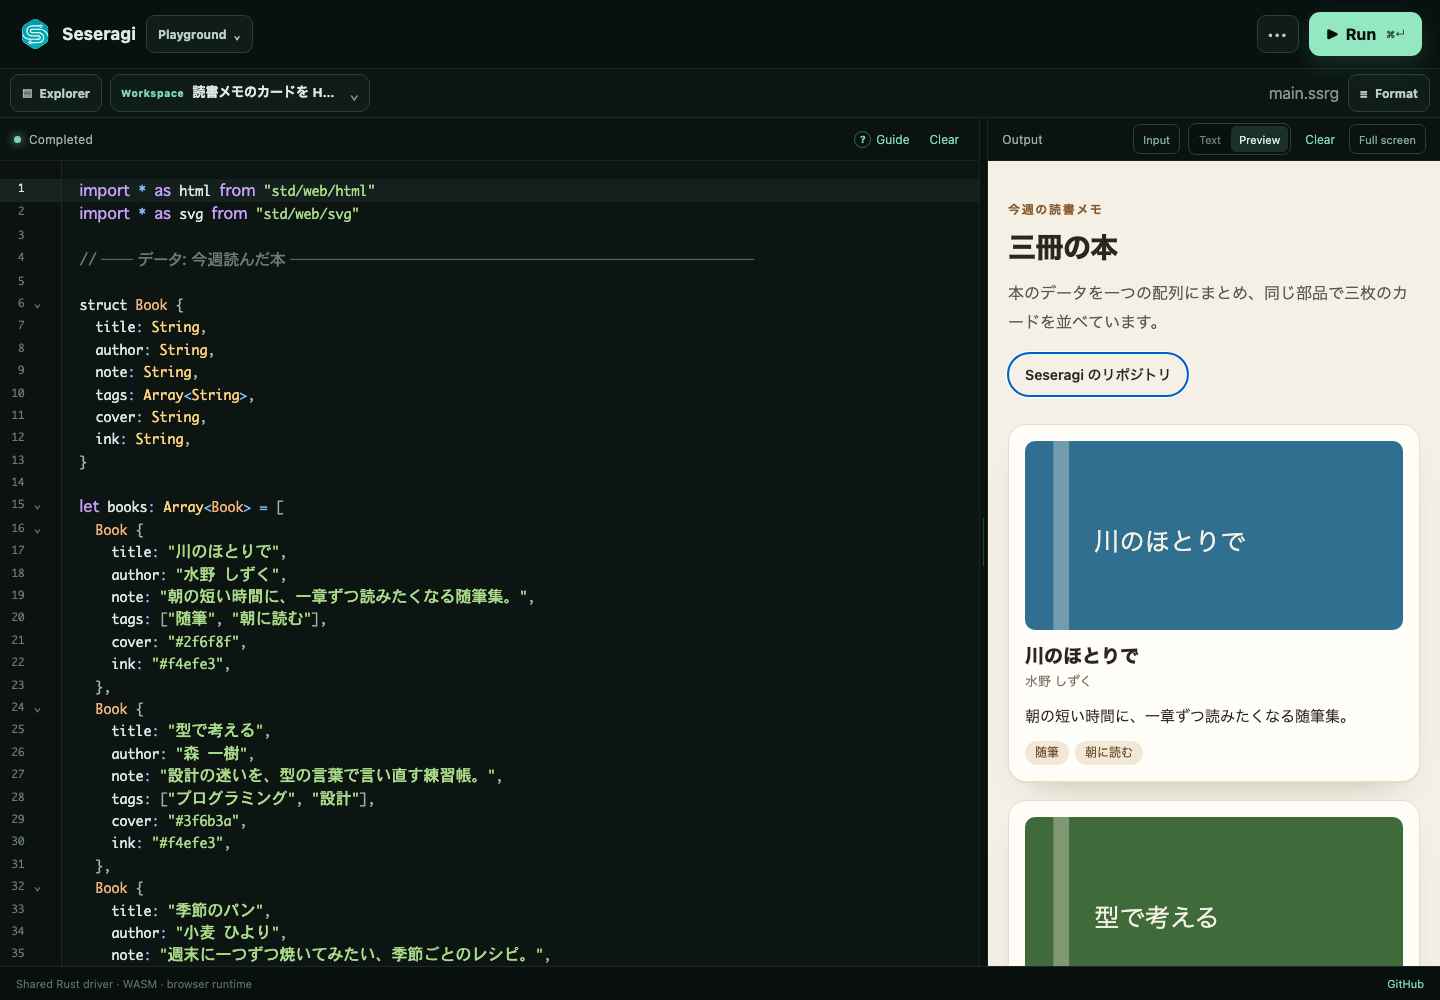 Seseragi
Playground
Run ⌘↵
Explorer
Workspace 読書メモのカードを H...
main.ssrg
Format
Completed
? Guide
Clear
Output
Input
Text
Preview
Clear
Full screen
1 import * as html from "std/web/html"
2 import * as svg from "std/web/svg"
3
4 // ─── データ: 今週読んだ本 ───────────────────────────
5
6 struct Book {
7 title: String,
8 author: String,
9 note: String,
10 tags: Array<String>,
11 cover: String,
12 ink: String,
13 }
14
15 let books: Array<Book> = [
16 Book {
17 title: "川のほとりで",
18 author: "水野 しずく",
19 note: "朝の短い時間に、一章ずつ読みたくなる随筆集。",
20 tags: ["随筆", "朝に読む"],
21 cover: "#2f6f8f",
22 ink: "#f4efe3",
23 },
24 Book {
25 title: "型で考える",
26 author: "森 一樹",
27 note: "設計の迷いを、型の言葉で言い直す練習帳。",
28 tags: ["プログラミング", "設計"],
29 cover: "#3f6b3a",
30 ink: "#f4efe3",
31 },
32 Book {
33 title: "季節のパン",
34 author: "小麦 ひより",
35 note: "週末に一つずつ焼いてみたい、季節ごとのレシピ。",
今週の読書メモ
三冊の本
本のデータを一つの配列にまとめ、同じ部品で三枚のカ
ードを並べています。
Seseragi のリポジトリ
川のほとりで
川のほとりで
水野 しずく
朝の短い時間に、一章ずつ読みたくなる随筆集。
随筆
朝に読む
型で考える
Shared Rust driver · WASM · browser runtime
GitHub